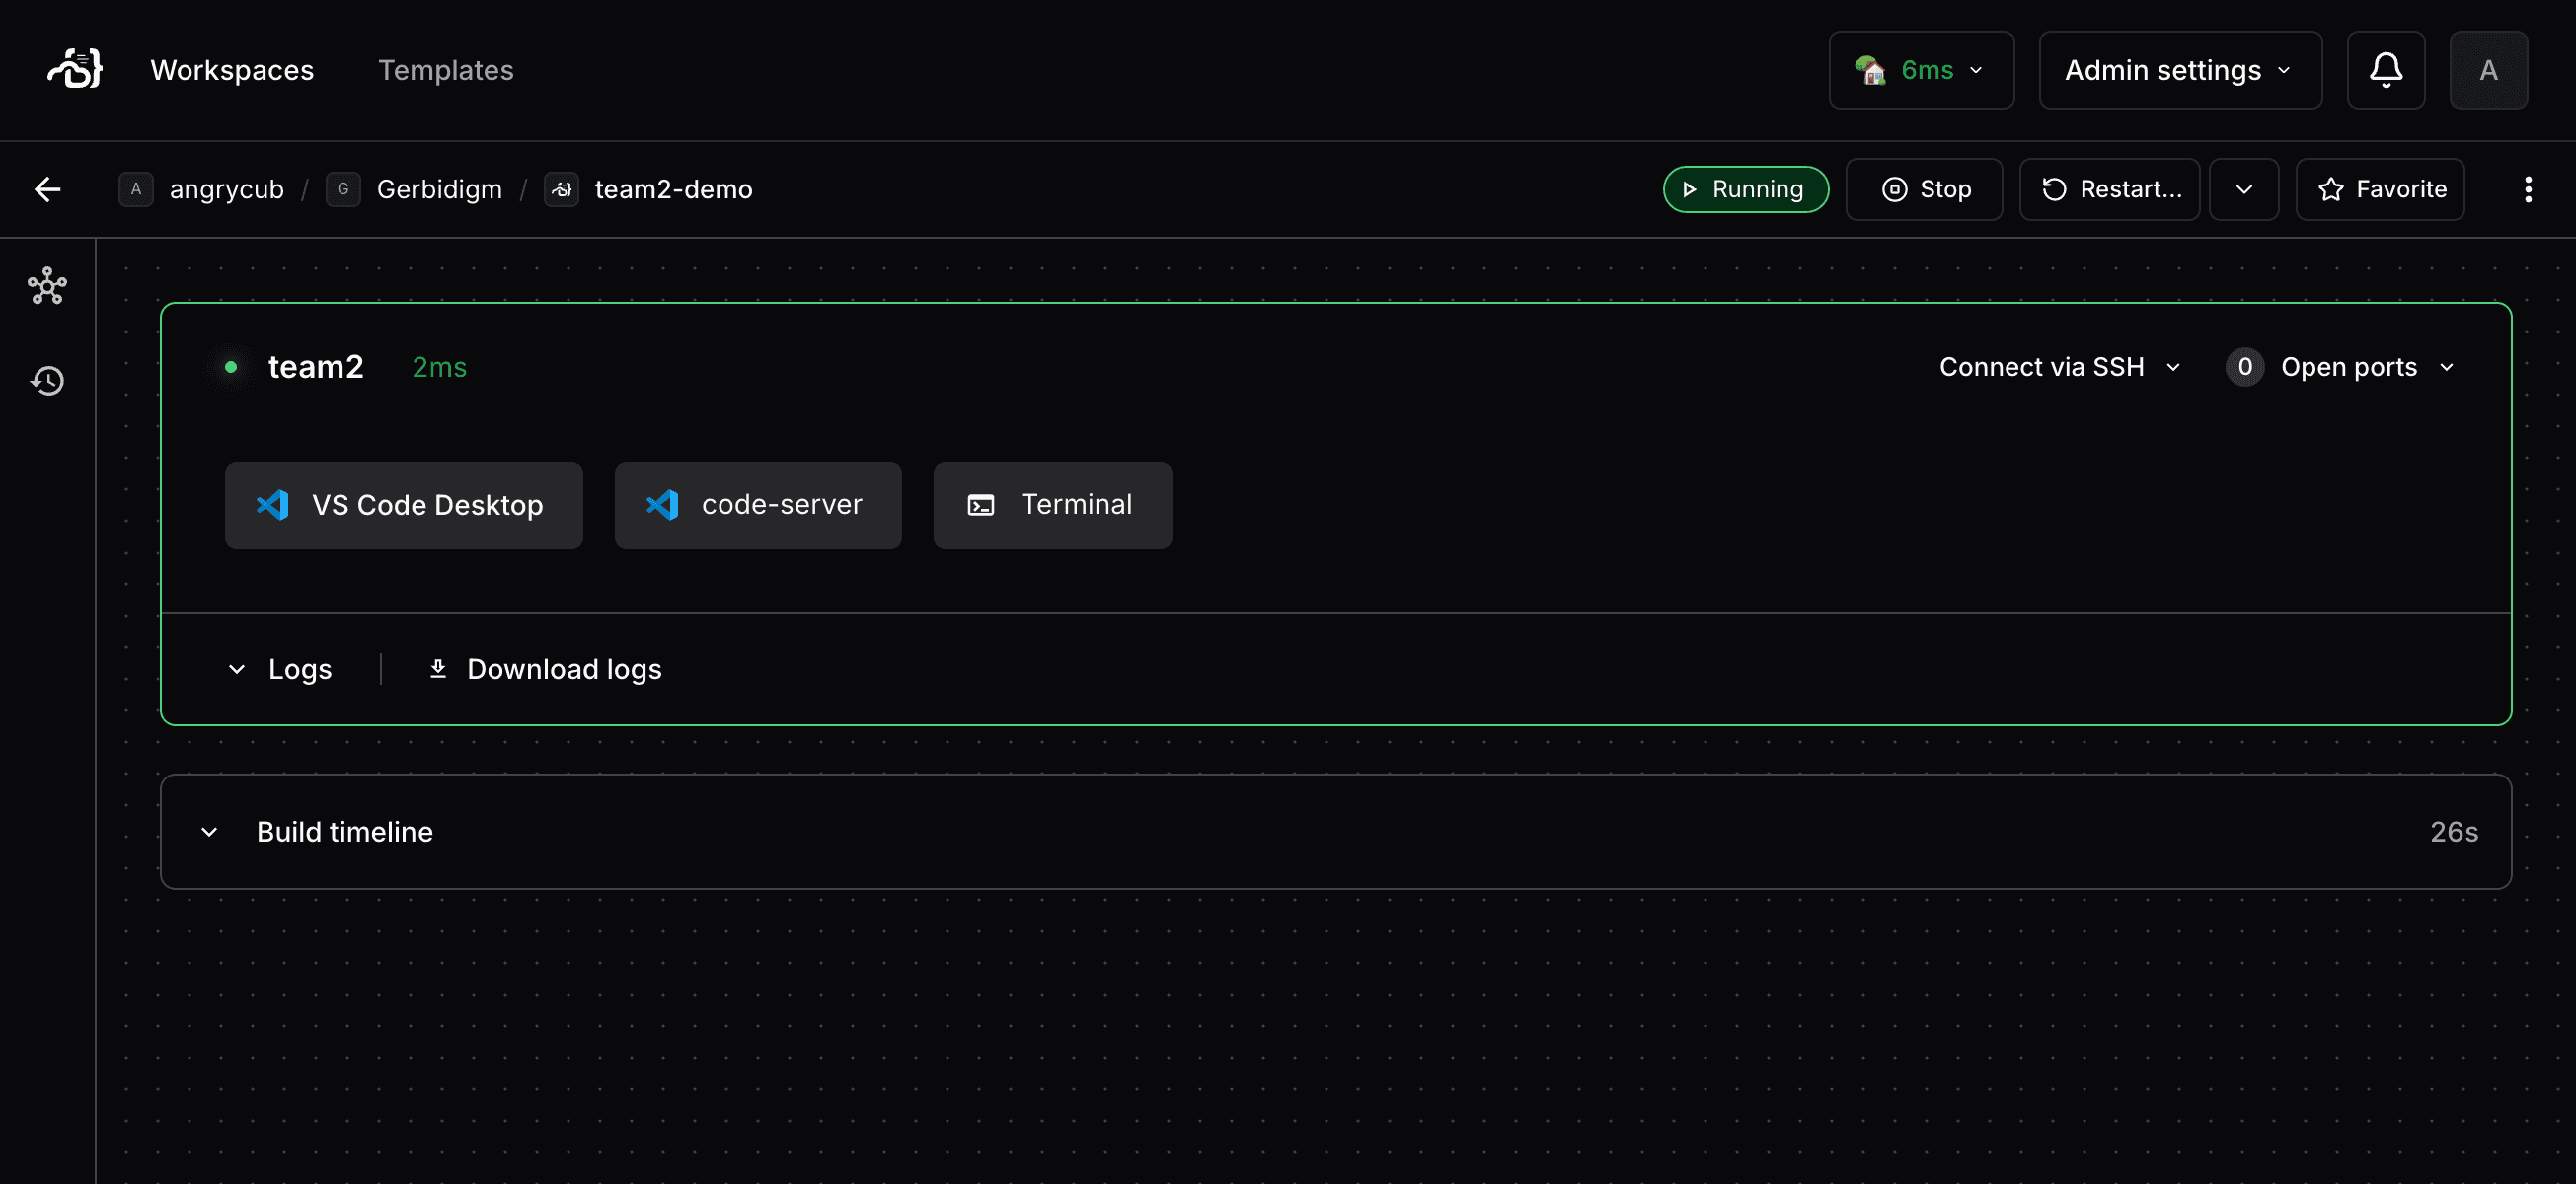 Workspaces Templates 6ms Admin settings A
A angrycub / G Gerbidigm / team2-demo Running Stop Restart... Favorite
team2 2ms Connect via SSH 0 Open ports
VS Code Desktop code-server Terminal
Logs Download logs
Build timeline 26s